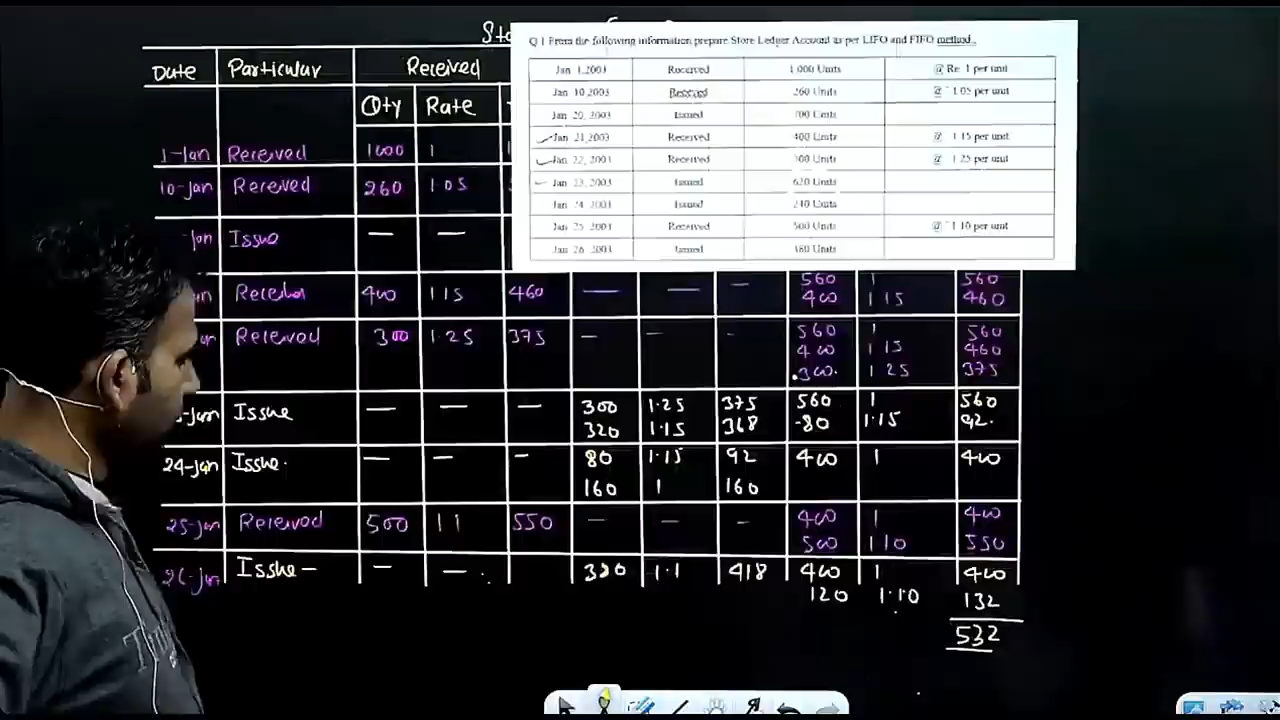 Sto
Q 1 From the following information prepare Store Ledger Account as per LIFO and FIFO method.
Jan 1,2003 Received 1,000 Units @ Re 1 per unit
Jan 10,2003 Received 260 Units @ 1.05 per unit
Jan 20, 2003 Issued 700 Units
Jan 21,2003 Received 400 Units @ 1.15 per unit
Jan 22, 2003 Received 300 Units @ 1.25 per unit
Jan 23, 2003 Issued 620 Units
Jan 24, 2003 Issued 240 Units
Jan 25, 2003 Received 500 Units @ 1.10 per unit
Jan 26, 2003 Issued 380 Units
Date Particular Received
Qty Rate
1-Jan Received 1000 1
10-Jan Received 260 1.05
Jan Issue — —
560 1 560
Received 400 1 15 460 — — — 400 1 15 460
Received 300 1.25 375 — — - 560 1 560
400 1 15 460
300 1 25 375
-Jan Issue — — — 300 1.25 375 560 1 560
320 1.15 368 80 1.15 92
24-Jan Issue. — — - 80 1.15 92 400 1 400
160 1 160
25-Jan Received 500 1 1 550 — — - 400 1 400
500 1 10 550
26-Jan Issue — — — 380 1.1 418 400 1 400
120 1.10 132
532